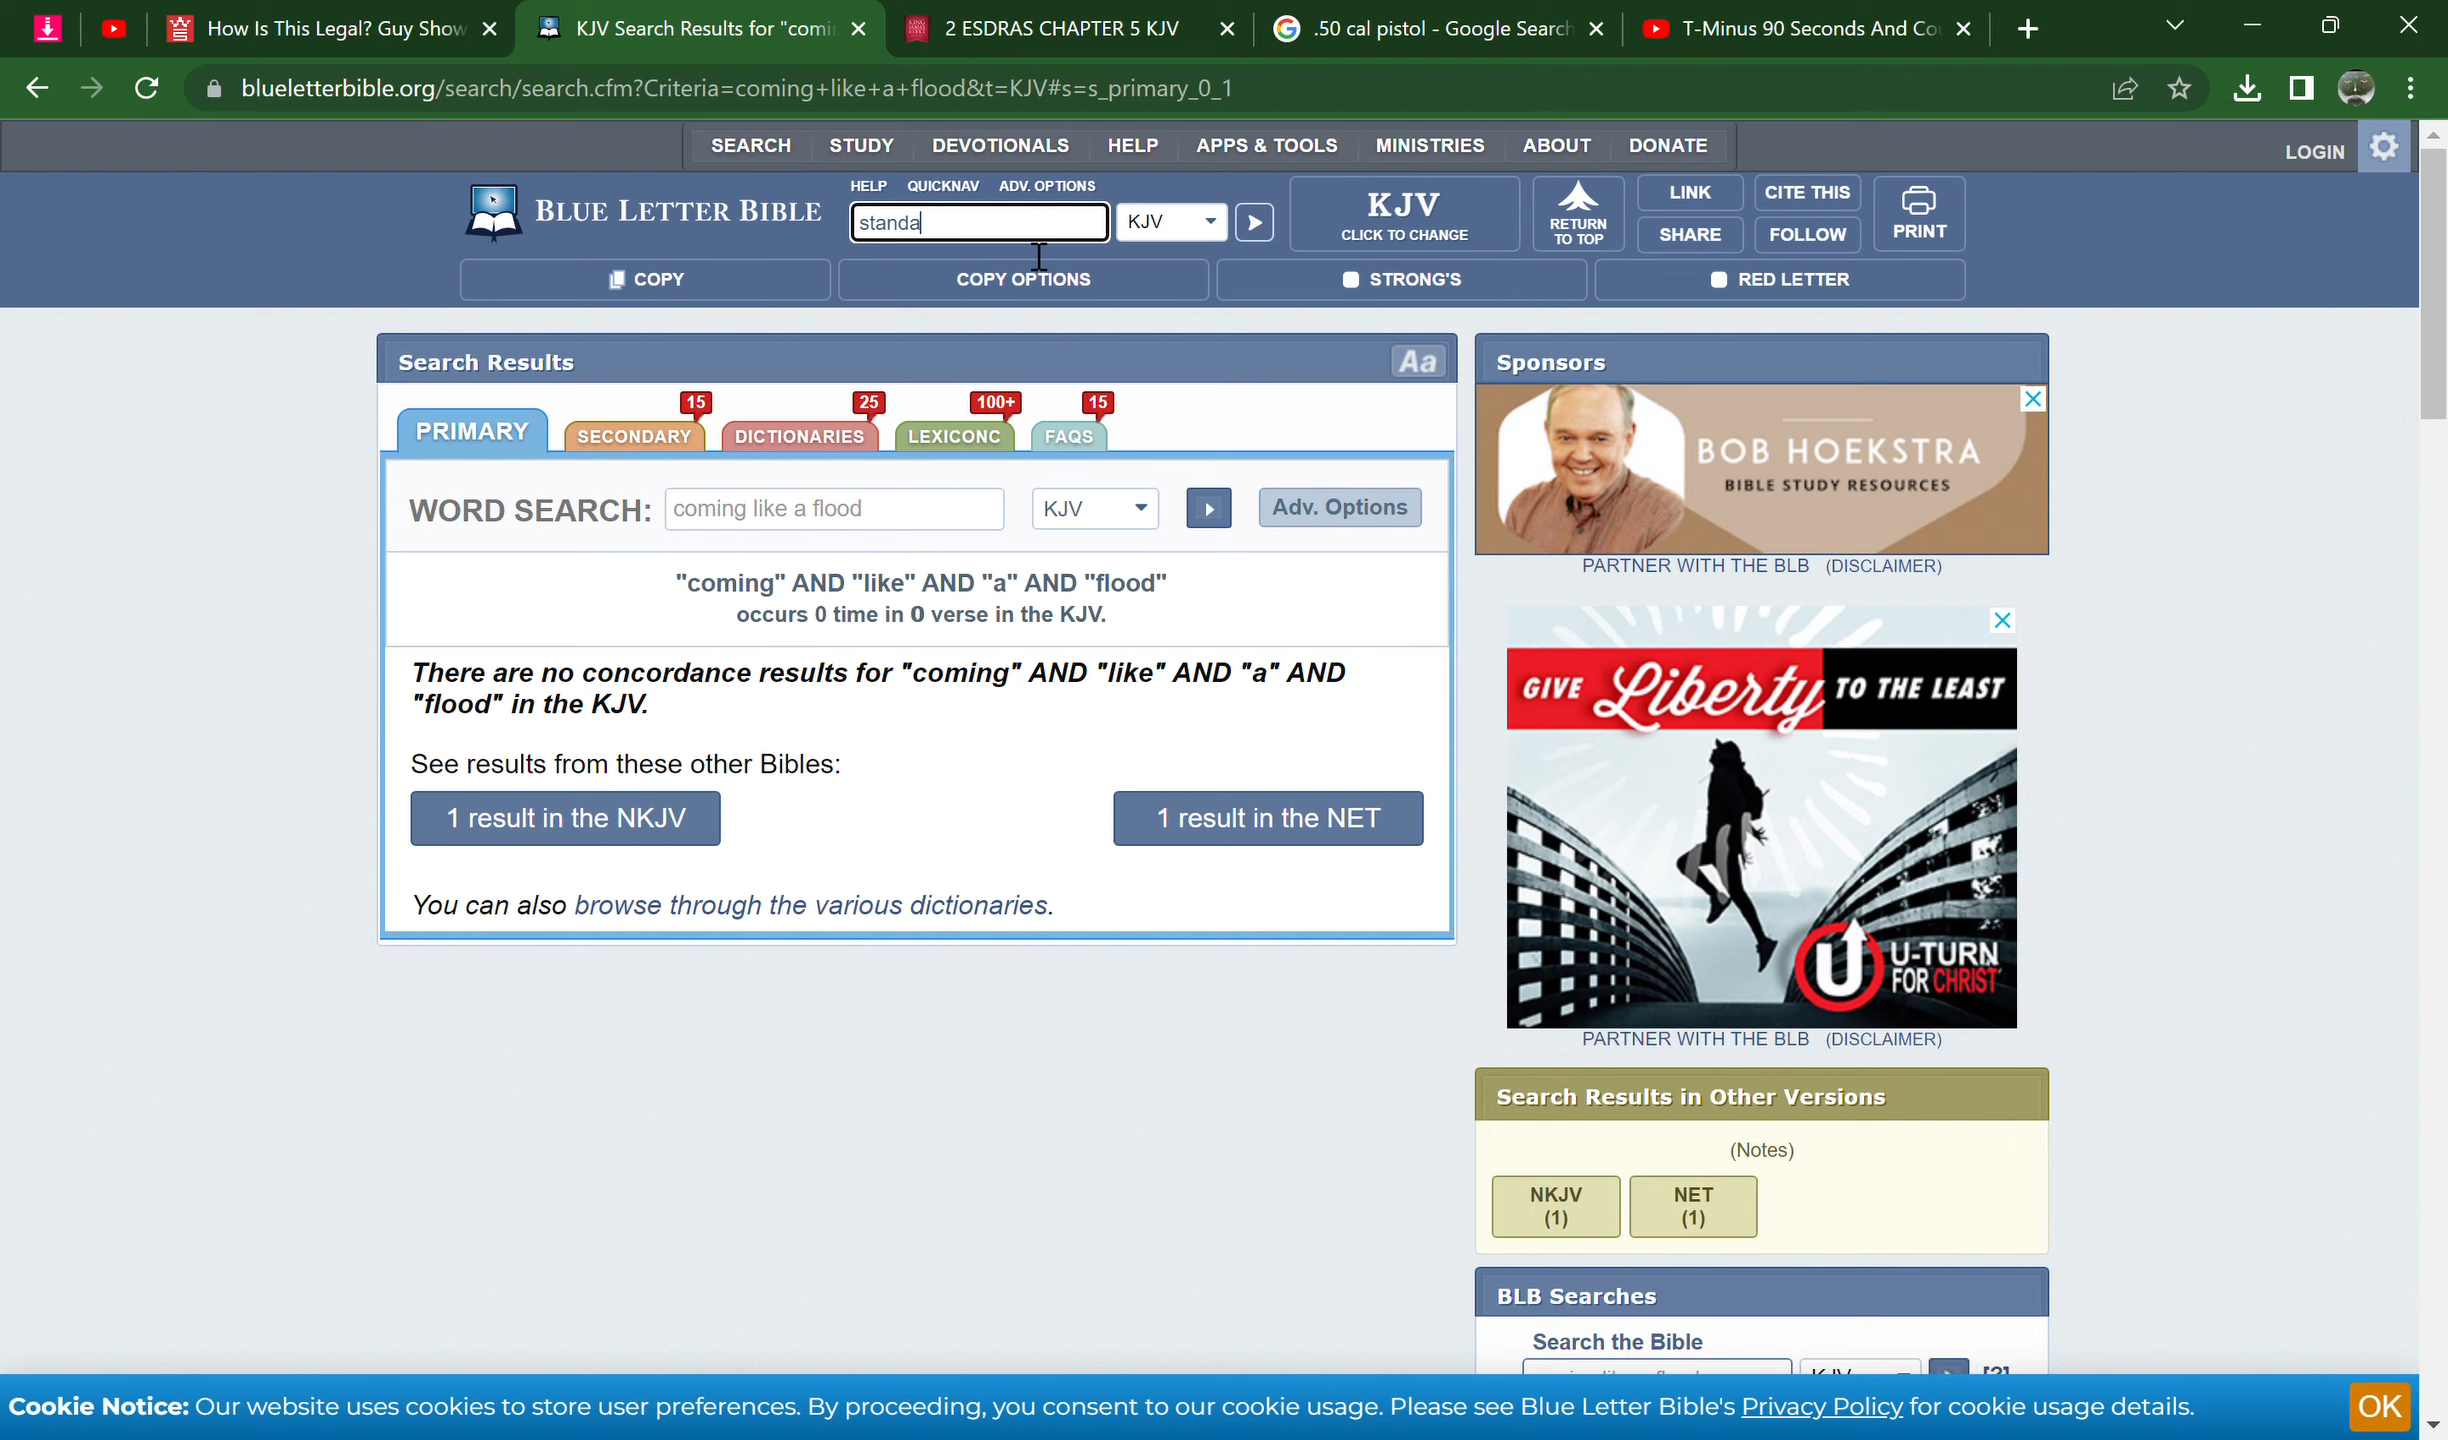 How Is This Legal? Guy Show
KJV Search Results for "comi
2 ESDRAS CHAPTER 5 KJV
.50 cal pistol - Google Search
T-Minus 90 Seconds And Co
blueletterbible.org/search/search.cfm?Criteria=coming+like+a+flood&t=KJV#s=s_primary_0_1
SEARCH STUDY DEVOTIONALS HELP APPS & TOOLS MINISTRIES ABOUT DONATE
LOGIN
BLUE LETTER BIBLE
HELP QUICKNAV ADV. OPTIONS
standa
KJV
KJV
CLICK TO CHANGE
RETURN
TO TOP
LINK
CITE THIS
SHARE
FOLLOW
PRINT
COPY
COPY OPTIONS
STRONG'S
RED LETTER
Search Results
Aa
15 25 100+ 15
PRIMARY SECONDARY DICTIONARIES LEXICONC FAQS
WORD SEARCH: coming like a flood KJV Adv. Options
"coming" AND "like" AND "a" AND "flood"
occurs 0 time in 0 verse in the KJV.
There are no concordance results for "coming" AND "like" AND "a" AND
"flood" in the KJV.
See results from these other Bibles:
1 result in the NKJV
1 result in the NET
You can also browse through the various dictionaries.
Sponsors
BOB HOEKSTRA
BIBLE STUDY RESOURCES
PARTNER WITH THE BLB (DISCLAIMER)
GIVE Liberty TO THE LEAST
U-TURN
FOR CHRIST
PARTNER WITH THE BLB (DISCLAIMER)
Search Results in Other Versions
(Notes)
NKJV
(1)
NET
(1)
BLB Searches
Search the Bible
KJV
[?]
Cookie Notice: Our website uses cookies to store user preferences. By proceeding, you consent to our cookie usage. Please see Blue Letter Bible's Privacy Policy for cookie usage details.
OK